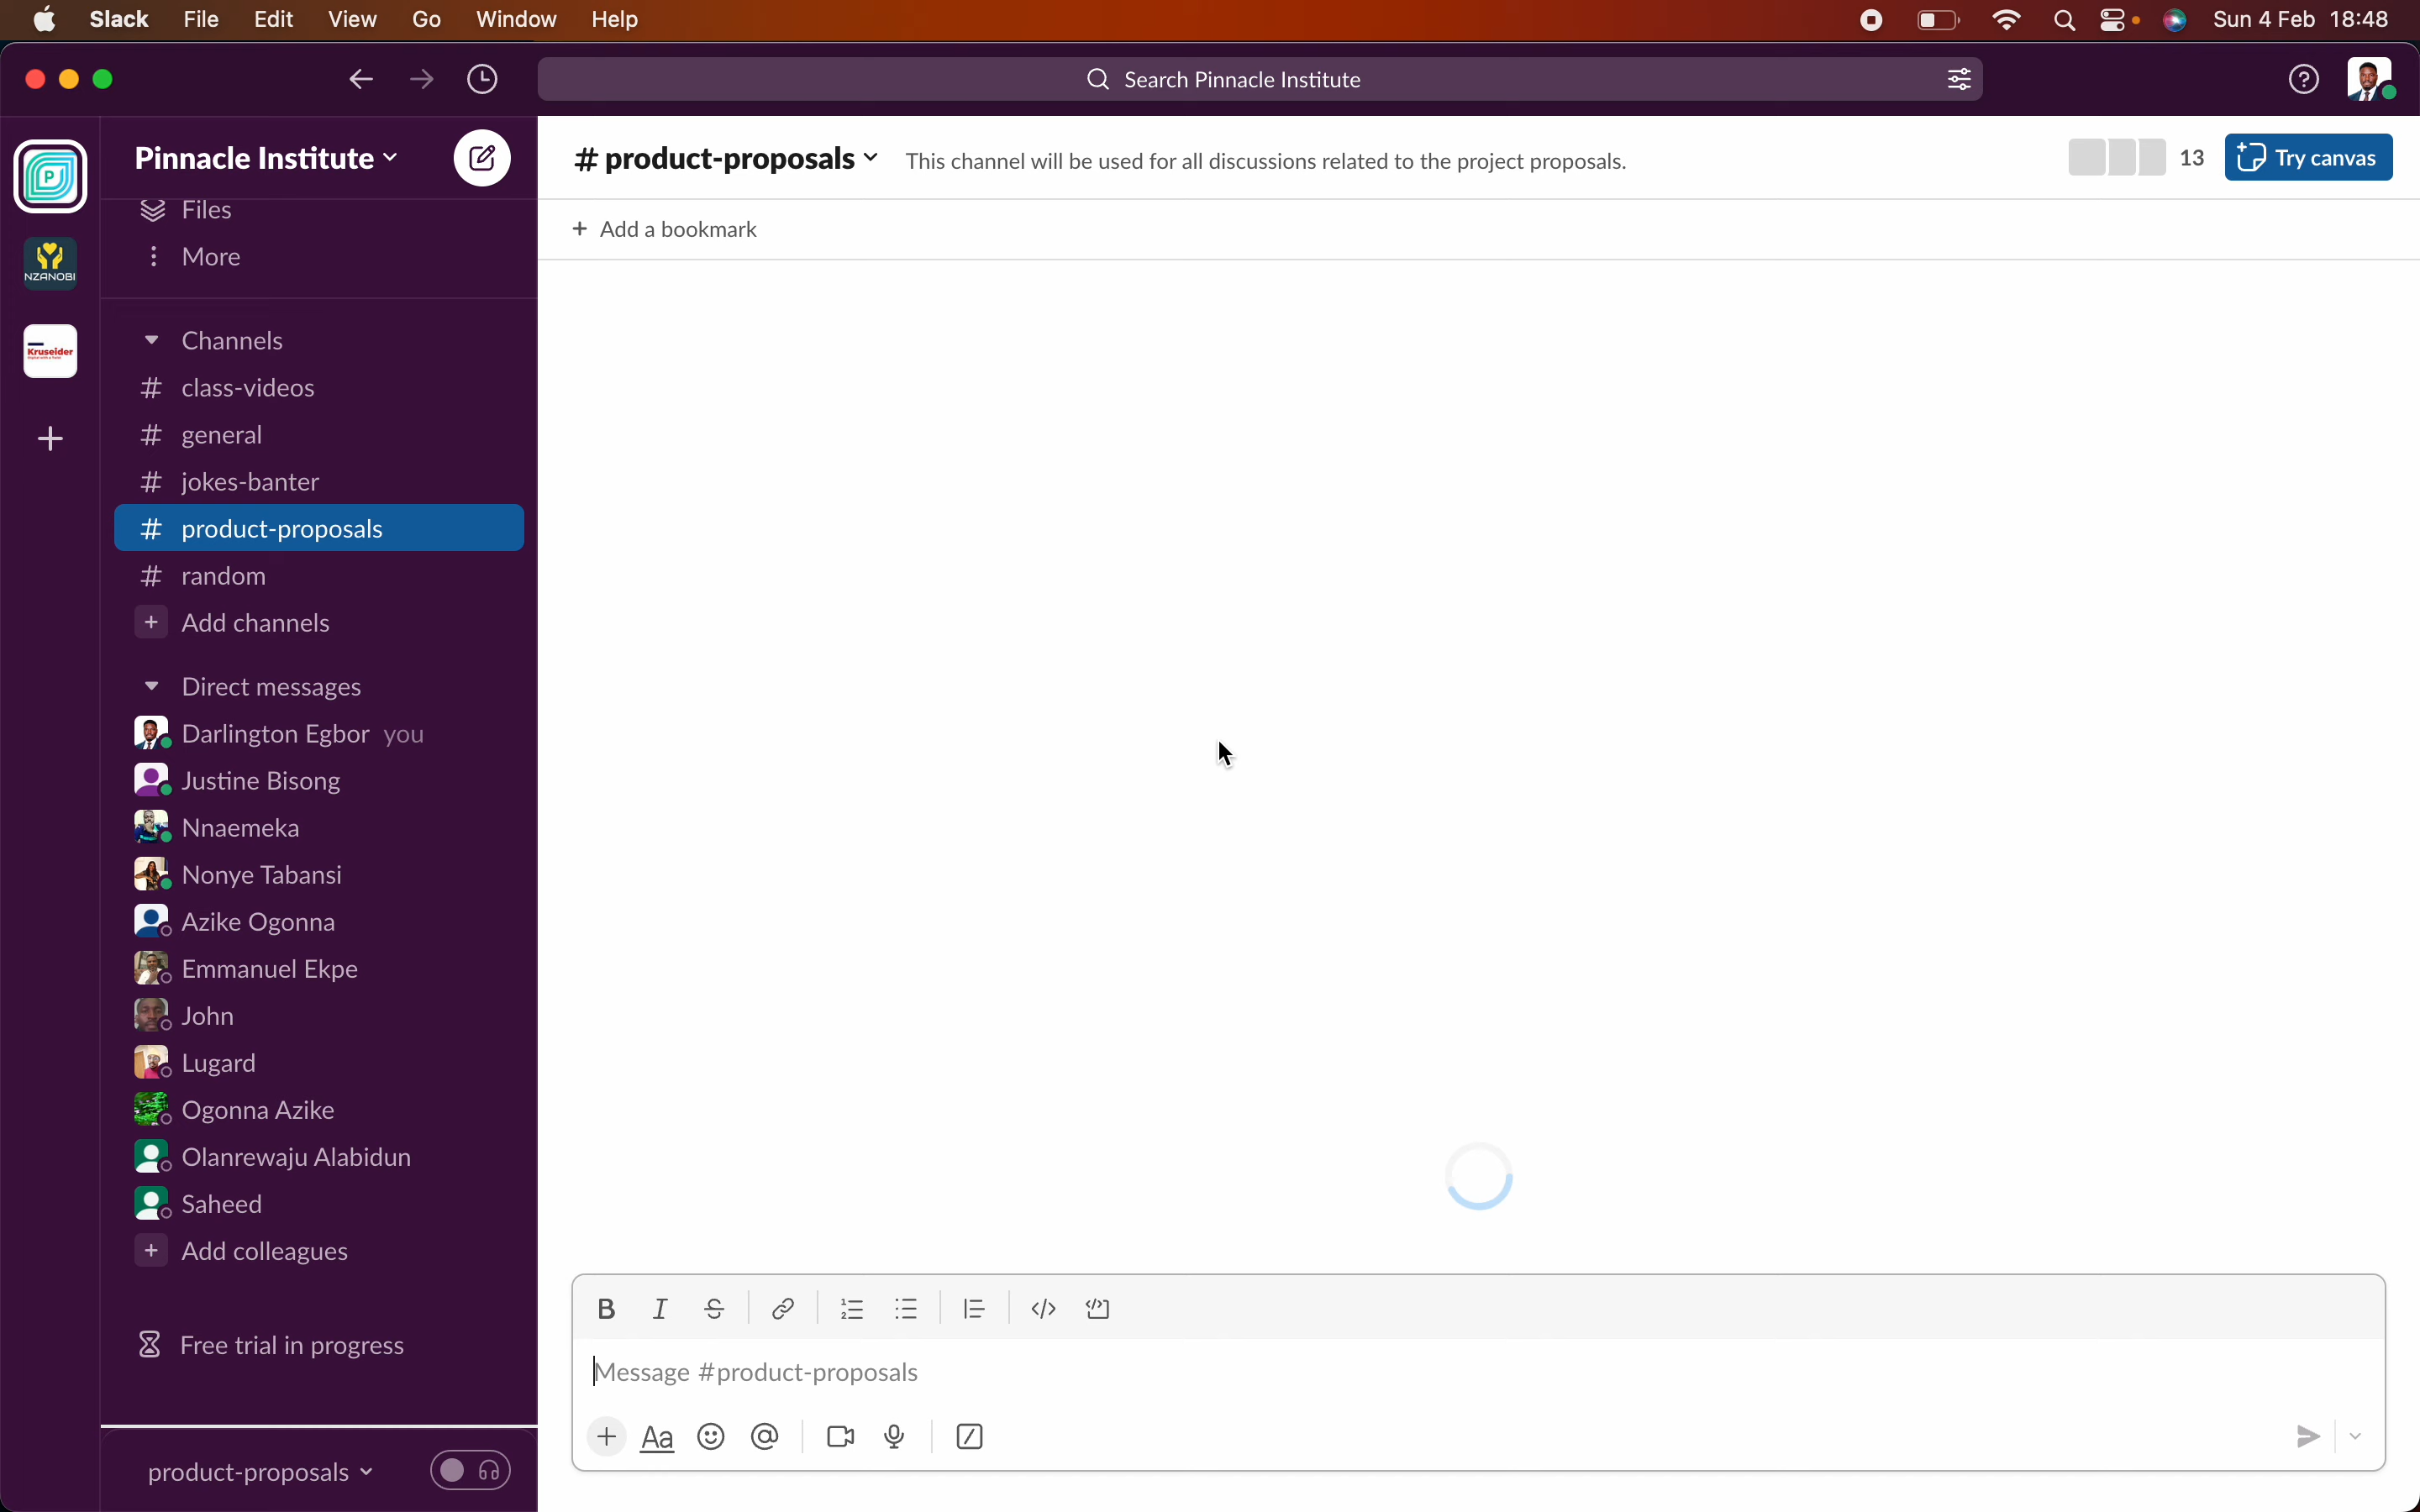 Slack File Edit View Go Window Help Sun 4 Feb 18:48
Search Pinnacle Institute
P
NZANOBI
Kruseider
Pinnacle Institute
Files
More
Channels
# class-videos
# general
# jokes-banter
# product-proposals
# random
+ Add channels
Direct messages
Darlington Egbor you
Justine Bisong
Nnaemeka
Nonye Tabansi
Azike Ogonna
Emmanuel Ekpe
John
Lugard
Ogonna Azike
Olanrewaju Alabidun
Saheed
+ Add colleagues
Free trial in progress
product-proposals
# product-proposals This channel will be used for all discussions related to the project proposals. 13 Try canvas
+ Add a bookmark
B I S
Message #product-proposals
+ Aa @